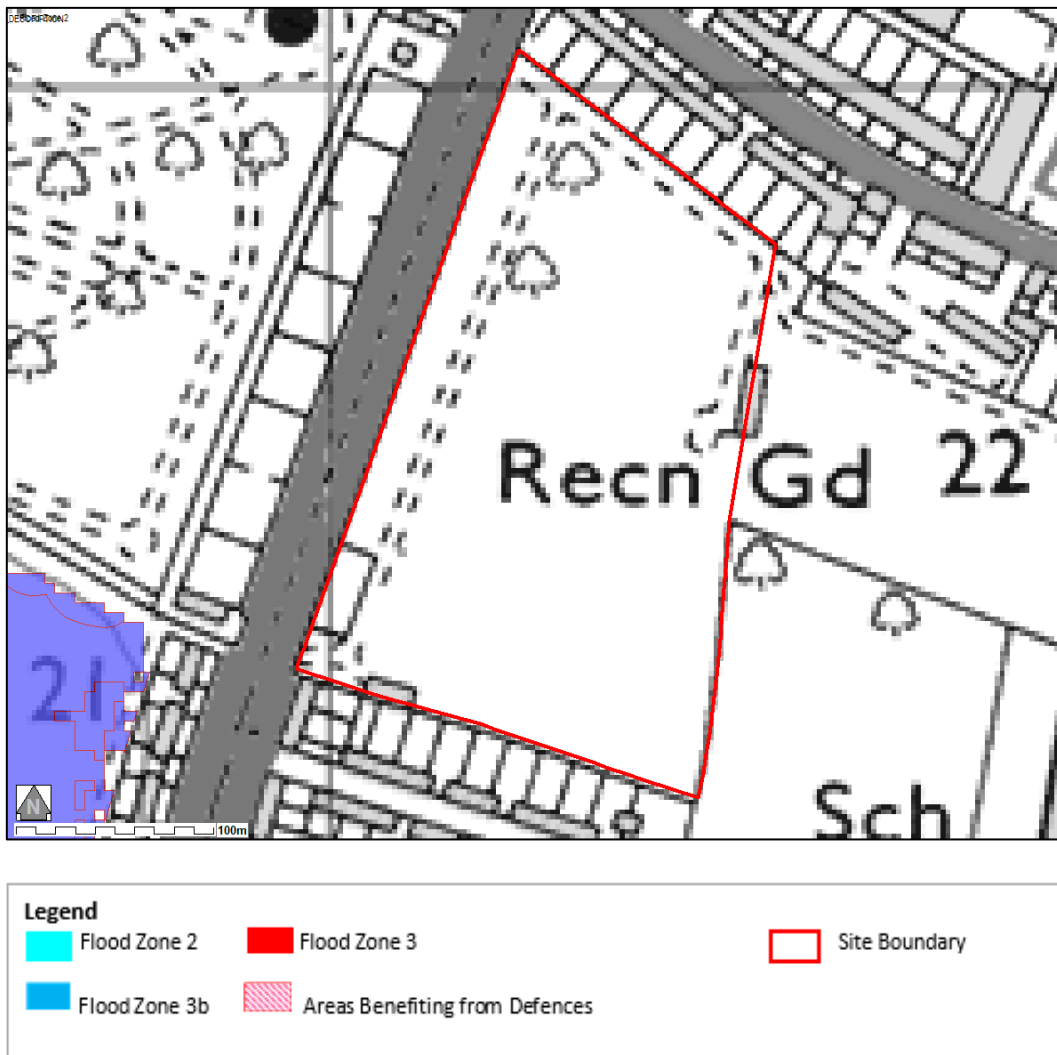 Recn Gd 22
21
N
Sch
100m
Legend
Flood Zone 2
Flood Zone 3
Site Boundary
Flood Zone 3b
Areas Benefiting from Defences